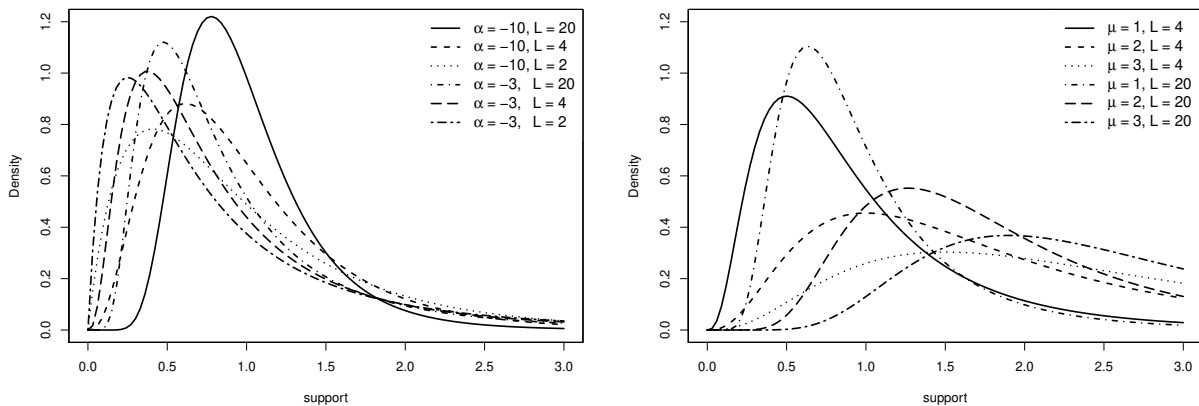 α = −10, L = 20
α = −10, L = 4
α = −10, L = 2
α = −3, L = 20
α = −3, L = 4
α = −3, L = 2
Density
0.0
0.2
0.4
0.6
0.8
1.0
1.2
0.0 0.5 1.0 1.5 2.0 2.5 3.0
support
μ = 1, L = 4
μ = 2, L = 4
μ = 3, L = 4
μ = 1, L = 20
μ = 2, L = 20
μ = 3, L = 20
Density
0.0
0.2
0.4
0.6
0.8
1.0
1.2
0.0 0.5 1.0 1.5 2.0 2.5 3.0
support